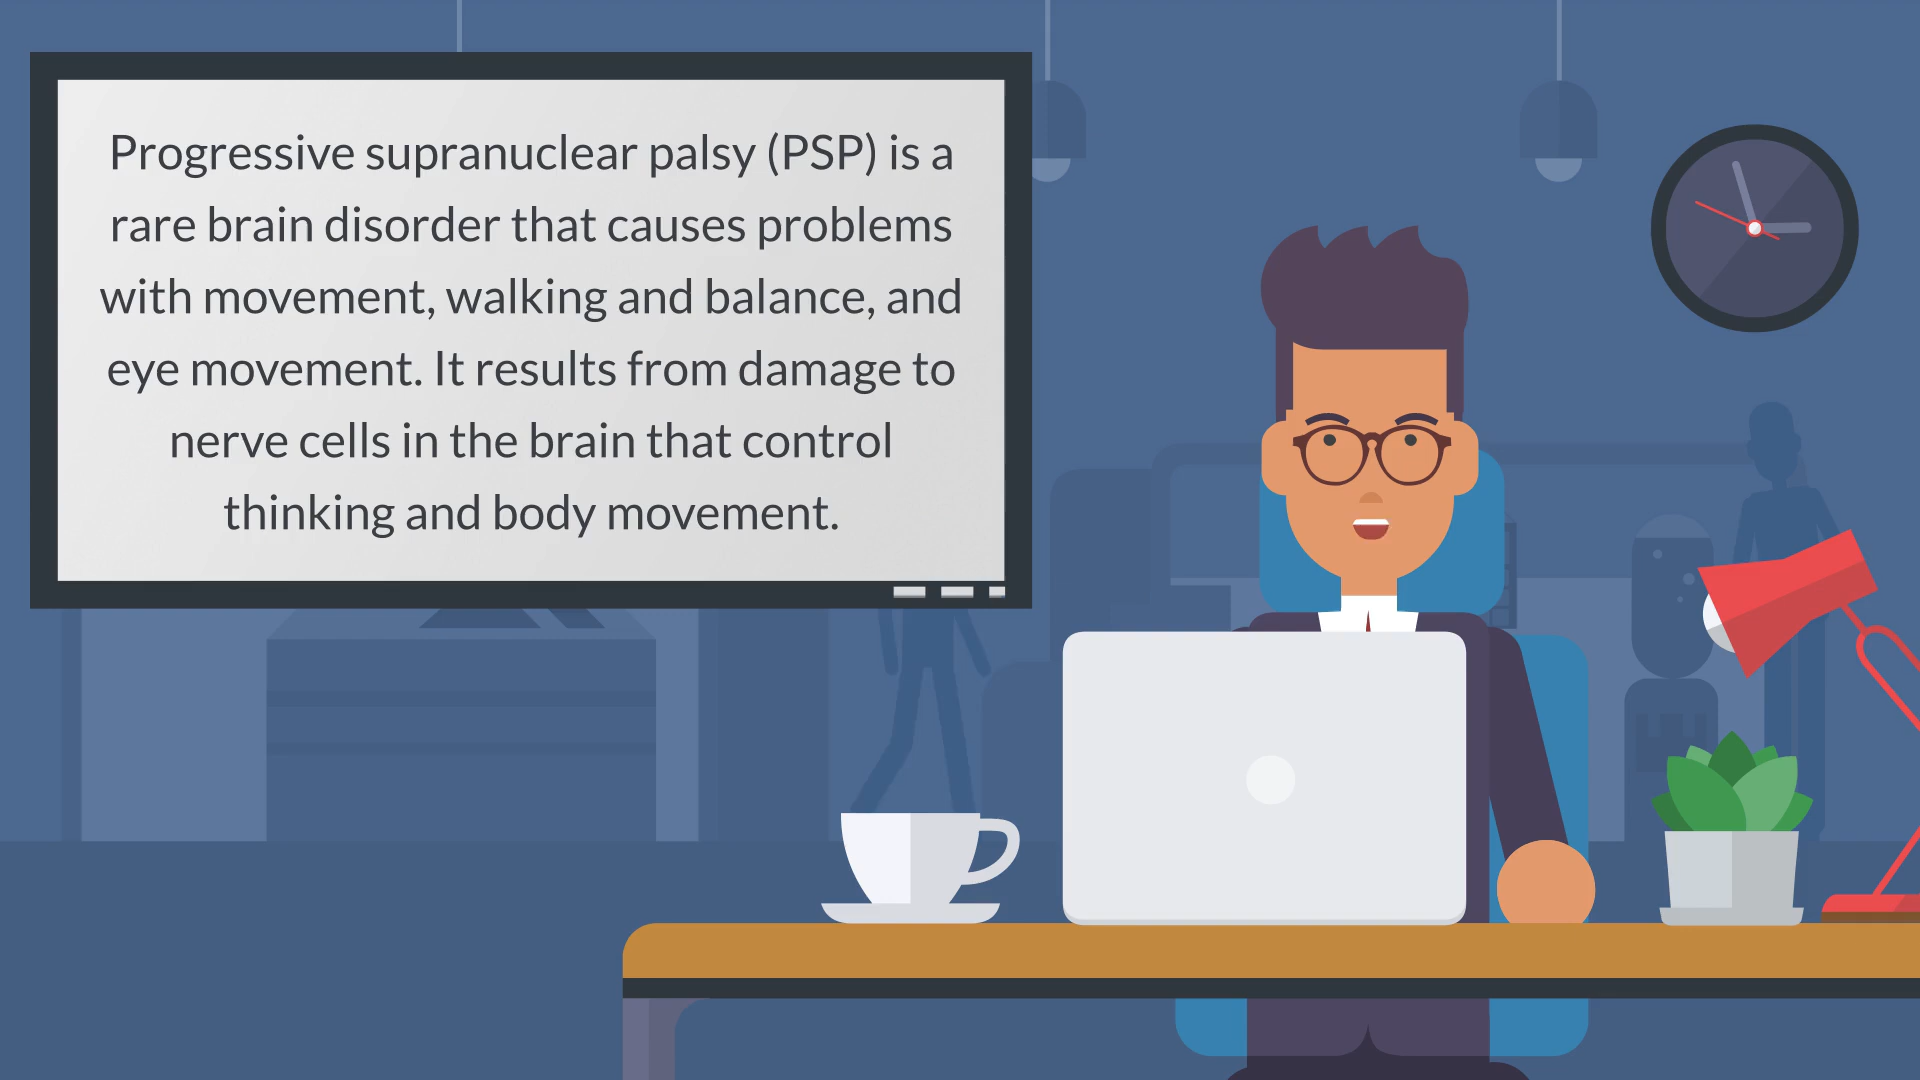 Progressive supranuclear palsy (PSP) is a
rare brain disorder that causes problems
with movement, walking and balance, and
eye movement. It results from damage to
nerve cells in the brain that control
thinking and body movement.